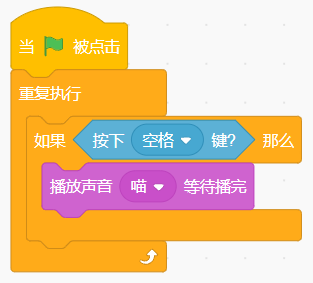 当 被点击
重复执行
如果 按下 空格 键? 那么
播放声音 喵 等待播完